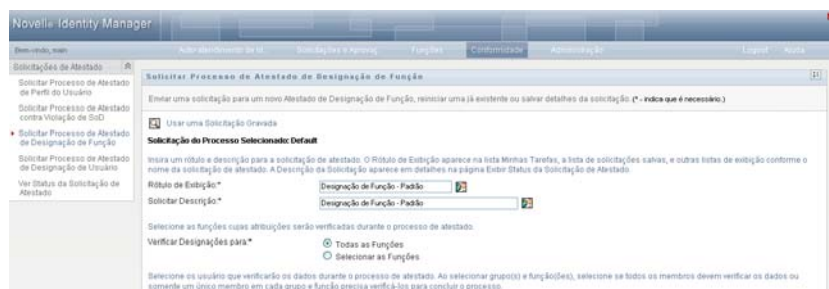 Novell® Identity Manager
Bem-vindo, main
Conformidade
Administração
Logout Ajuda
Solicitações de Atestado
Solicitar Processo de Atestado
de Perfil do Usuário
Solicitar Processo de Atestado
contra Violação de SoD
Solicitar Processo de Atestado
de Designação de Função
Solicitar Processo de Atestado
de Designação de Usuário
Ver Status da Solicitação de
Atestado
Solicitar Processo de Atestado de Designação de Função
Enviar uma solicitação para um novo Atestado de Designação de Função, reiniciar uma já existente ou salvar detalhes da solicitação. (* - indica que é necessário.)
Usar uma Solicitação Gravada
Solicitação do Processo Selecionado: Default
Insira um rótulo e descrição para a solicitação de atestado. O Rótulo de Exibição aparece na lista Minhas Tarefas, a lista de solicitações salvas, e outras listas de exibição conforme o
nome da solicitação de atestado. A Descrição da Solicitação aparece em detalhes na página Exibir Status da Solicitação de Atestado.
Rótulo de Exibição:* Designação de Função - Padrão
Solicitar Descrição:* Designação de Função - Padrão
Selecione as funções cujas atribuições serão verificadas durante o processo de atestado.
Verificar Designações para:* Todas as Funções
Selecionar as Funções
Selecione os usuário que verificarão os dados durante o processo de atestado. Ao selecionar grupo(s) e função(ões), selecione se todos os membros devem verificar os dados ou
somente um único membro em cada grupo e função precisa verificá-los para concluir o processo.